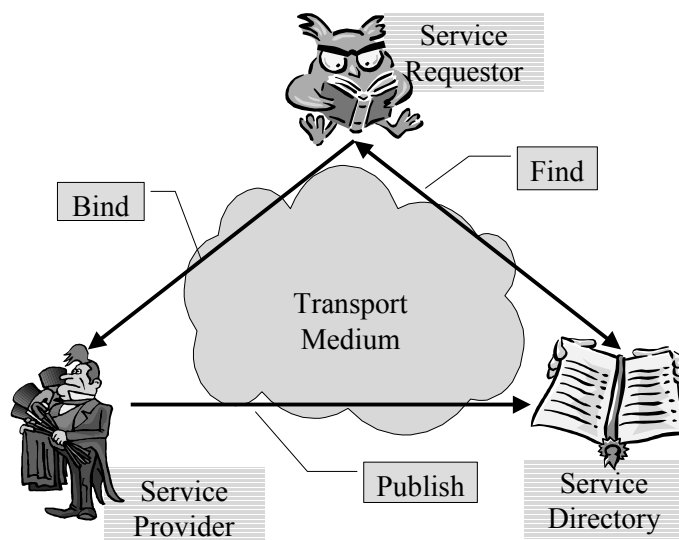 Service
Requestor
Find
Bind
Transport
Medium
Publish
Service
Provider
Service
Directory